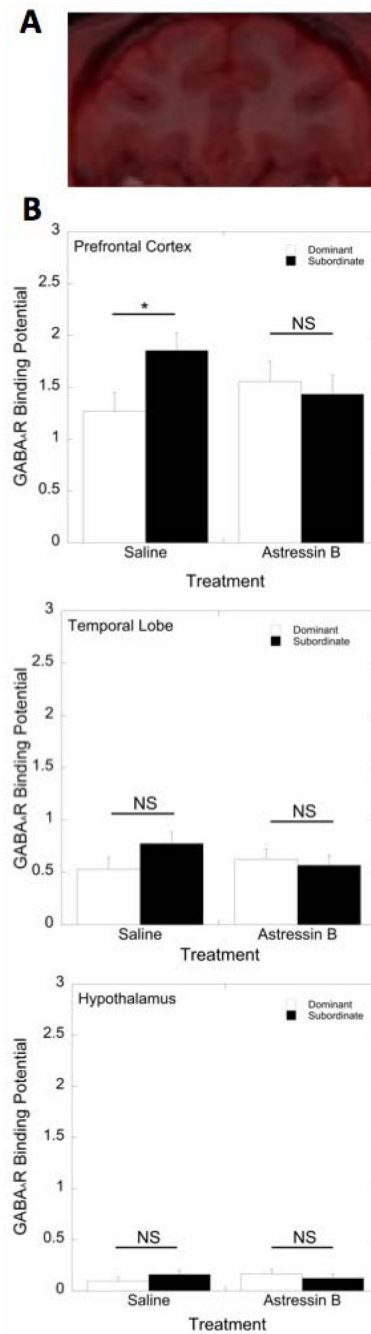 A
B
3
Prefrontal Cortex
Dominant
Subordinate
2.5
*
NS
2
1.5
1
0.5
0
GABAAR Binding Potential
Saline
Astressin B
Treatment
3
Temporal Lobe
Dominant
Subordinate
2.5
2
1.5
NS
NS
1
0.5
0
GABAAR Binding Potential
Saline
Astressin B
Treatment
3
Hypothalamus
Dominant
Subordinate
2.5
2
1.5
1
0.5
NS
NS
0
GABAAR Binding Potential
Saline
Astressin B
Treatment